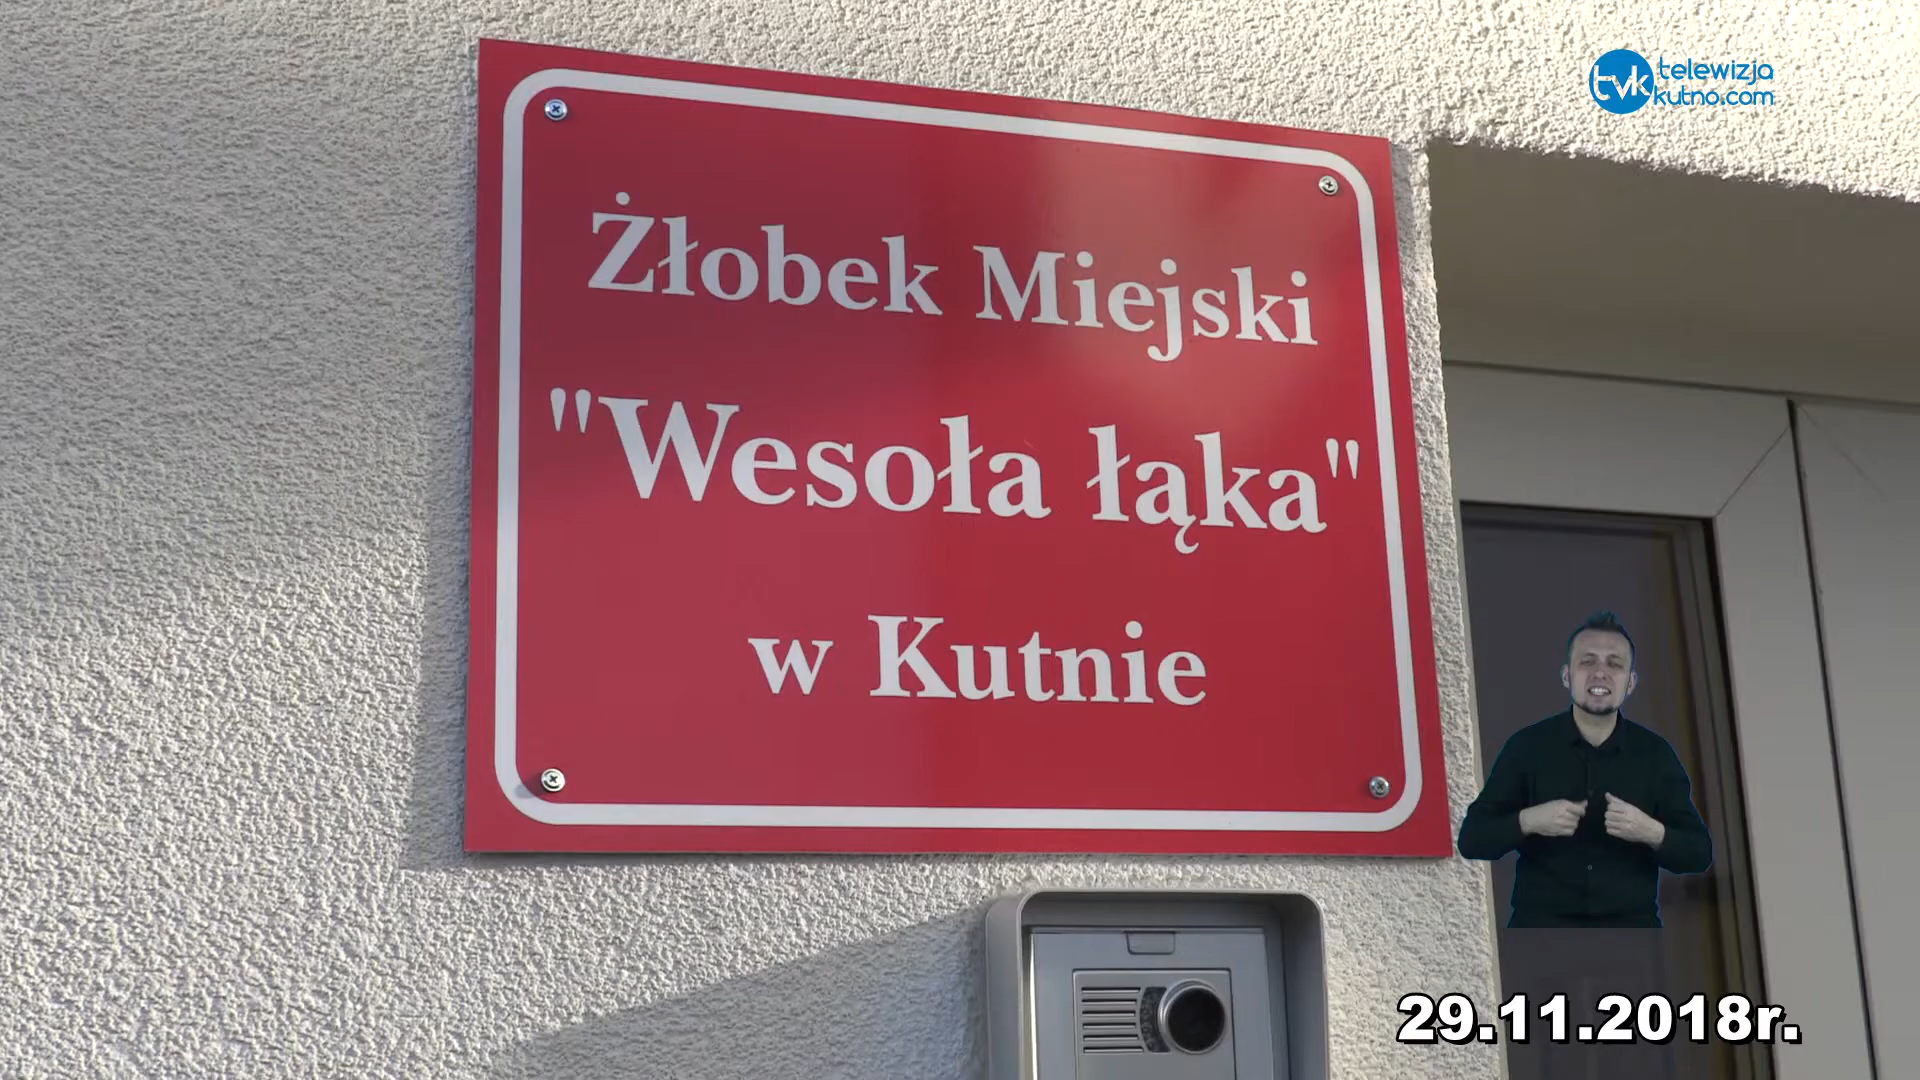 tvk telewizja
kutno.com
Żłobek Miejski
"Wesoła łąka"
w Kutnie
29.11.2018r.